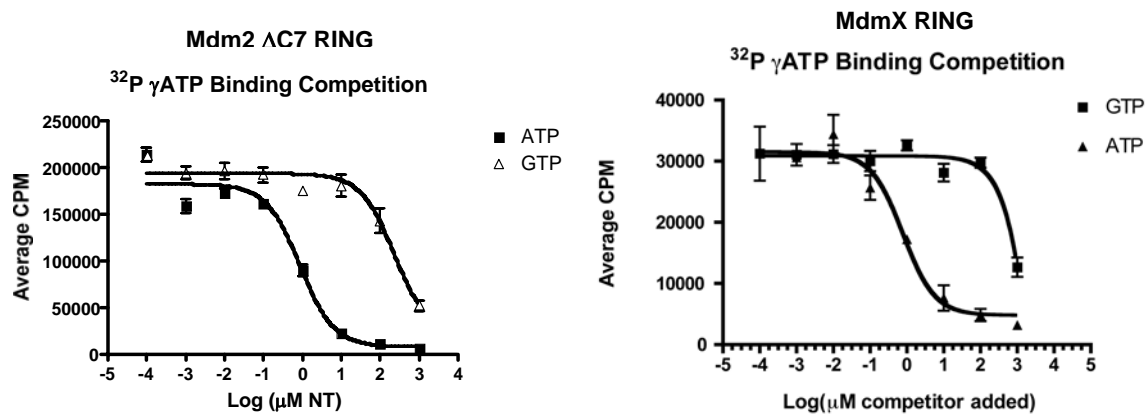 Mdm2 ΔC7 RING
³²P γATP Binding Competition
250000
200000
150000
100000
50000
0
Average CPM
-5 -4 -3 -2 -1 0 1 2 3 4
Log (μM NT)
ATP
GTP
MdmX RING
³²P γATP Binding Competition
40000
30000
20000
10000
0
Average CPM
-5 -4 -3 -2 -1 0 1 2 3 4 5
Log(μM competitor added)
GTP
ATP